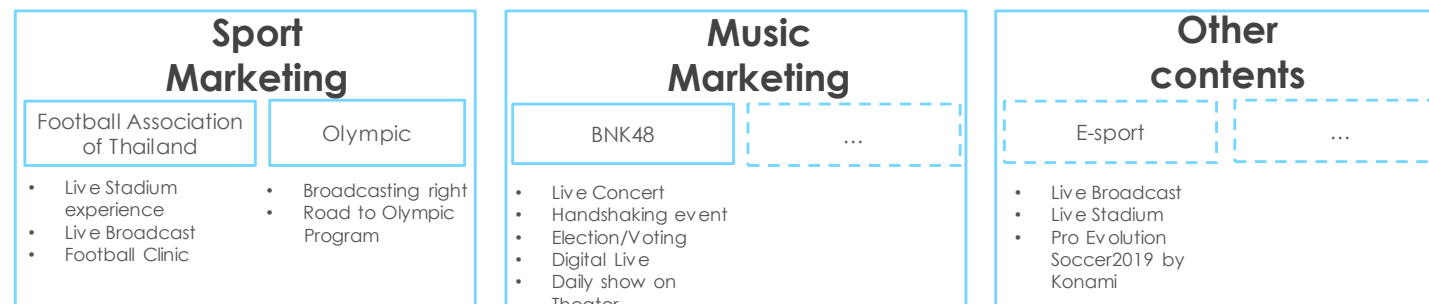 Sport
Marketing
Football Association
of Thailand
Olympic
• Live Stadium
experience
• Live Broadcast
• Football Clinic
• Broadcasting right
• Road to Olympic
Program
Music
Marketing
BNK48
...
• Live Concert
• Handshaking event
• Election/Voting
• Digital Live
• Daily show on
Theater
Other
contents
E-sport
...
• Live Broadcast
• Live Stadium
• Pro Evolution
Soccer2019 by
Konami